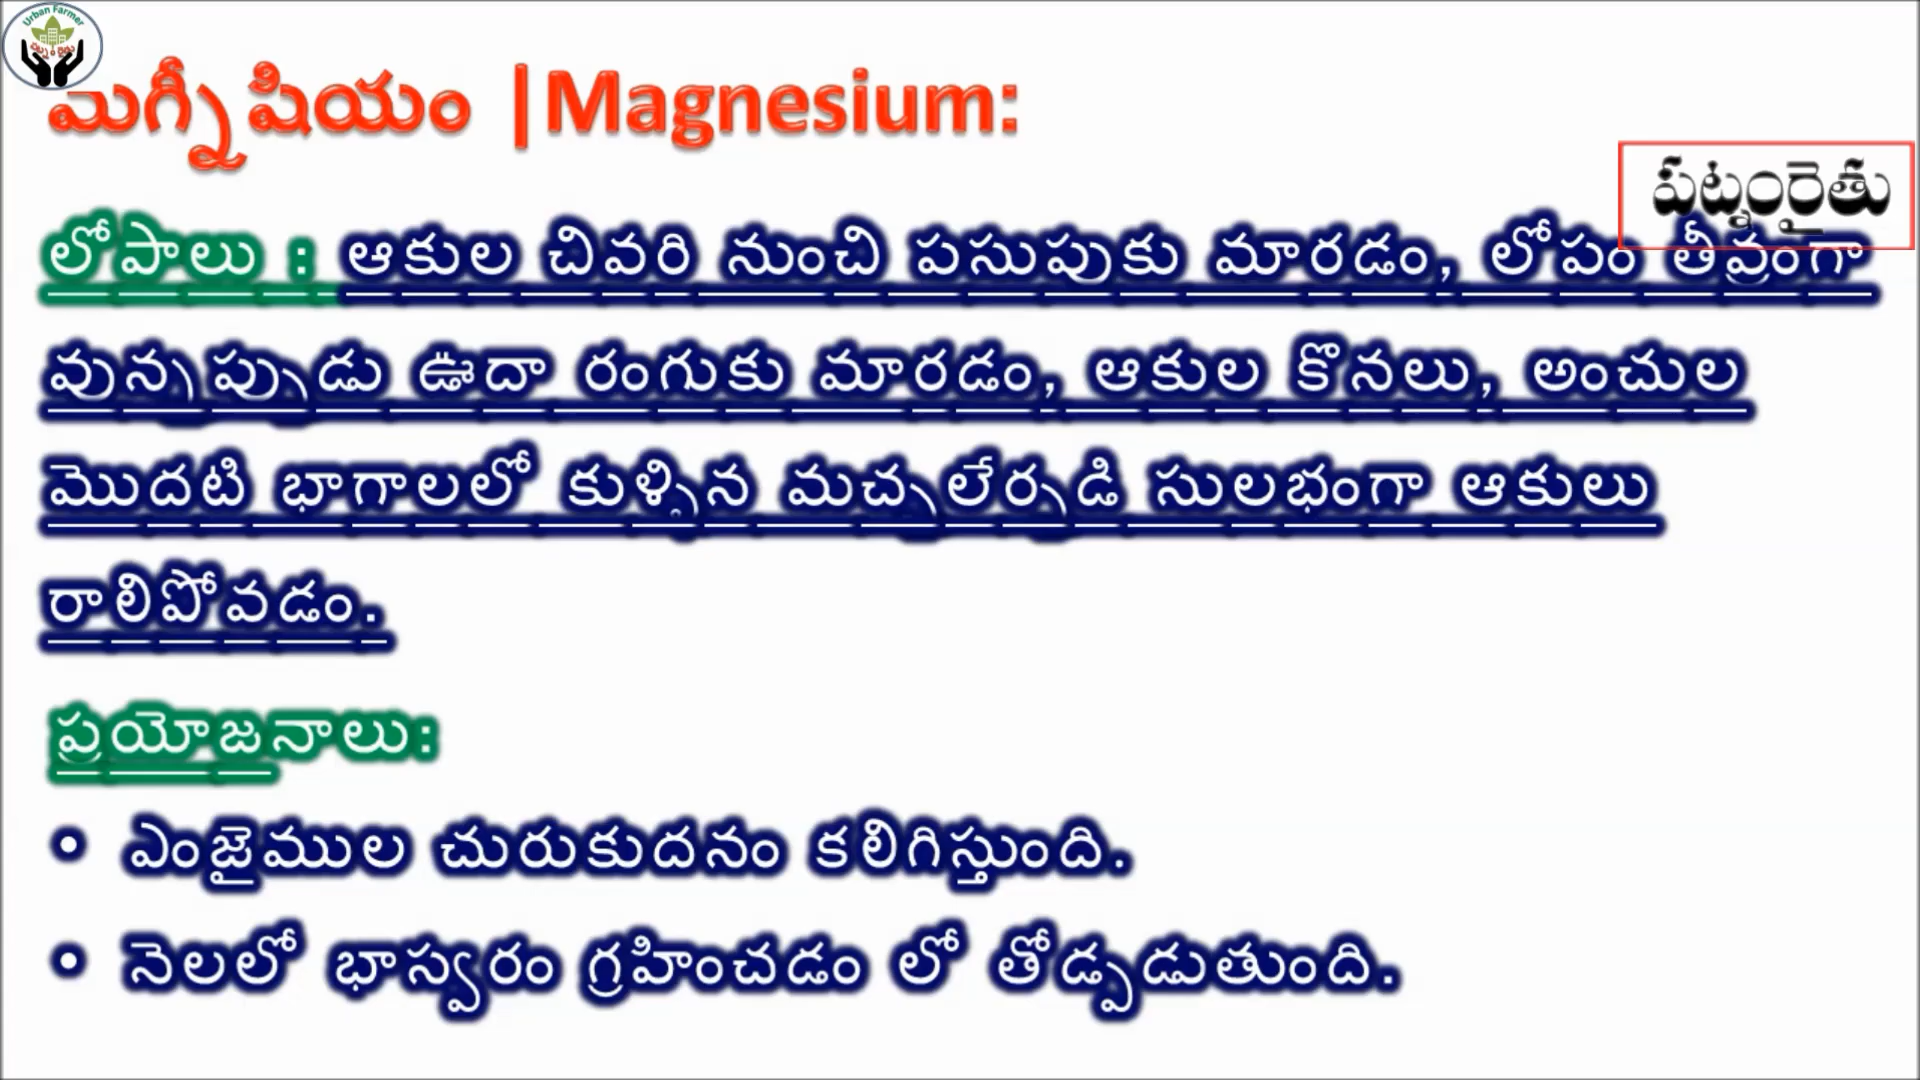 Urban Farmer
మెగ్నీషియం |Magnesium:
పట్నంరైతు
లోపాలు : ఆకుల చివరి నుంచి పసుపుకు మారడం, లోపం తీవ్రంగా
వున్నప్పుడు ఊదా రంగుకు మారడం, ఆకుల కొనలు, అంచుల
మొదటి భాగాలలో కుళ్ళిన మచ్చలేర్పడి సులభంగా ఆకులు
రాలిపోవడం.
ప్రయోజనాలు:
• ఎంజైముల చురుకుదనం కలిగిస్తుంది.
• నెలలో భాస్వరం గ్రహించడం లో తోడ్పడుతుంది.